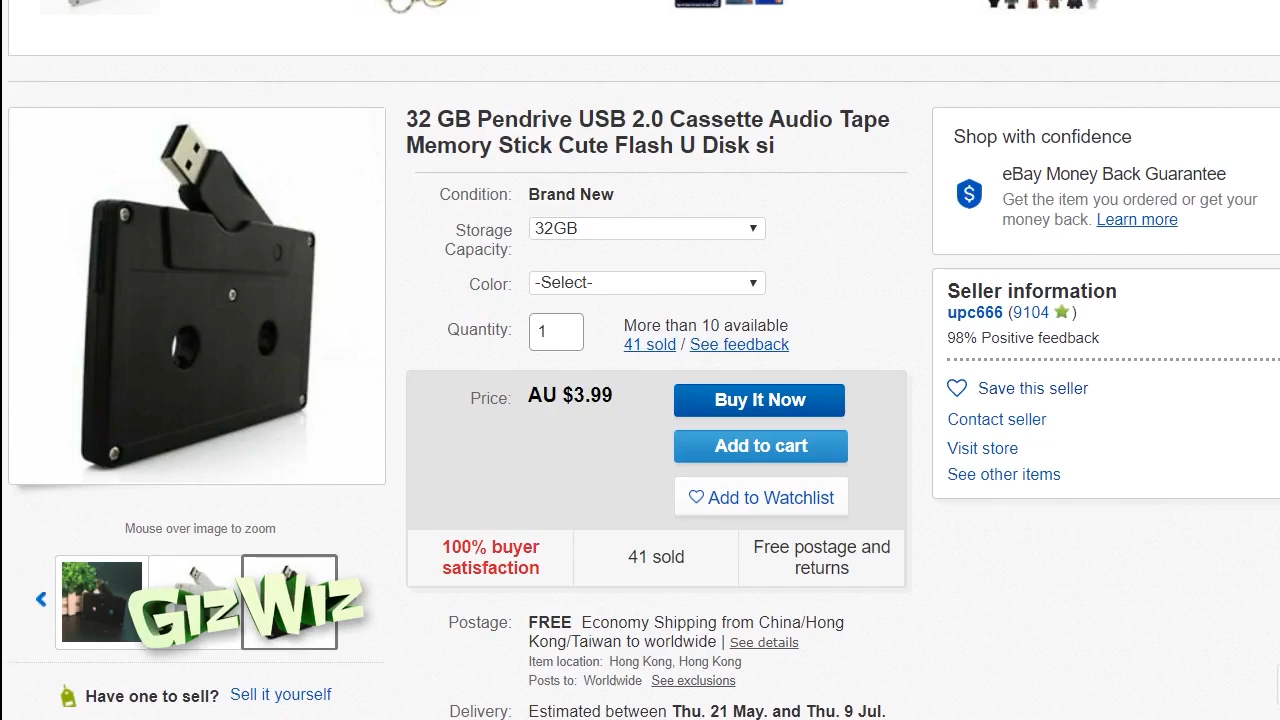 32 GB Pendrive USB 2.0 Cassette Audio Tape
Memory Stick Cute Flash U Disk si
Condition: Brand New
Storage Capacity: 32GB
Color: -Select-
Quantity: 1
More than 10 available
41 sold / See feedback
Price: AU $3.99
Buy It Now
Add to cart
Add to Watchlist
100% buyer satisfaction
41 sold
Free postage and returns
Postage: FREE Economy Shipping from China/Hong
Kong/Taiwan to worldwide | See details
Item location: Hong Kong, Hong Kong
Posts to: Worldwide See exclusions
Delivery: Estimated between Thu. 21 May. and Thu. 9 Jul.
Mouse over image to zoom
GizWiz
Have one to sell? Sell it yourself
Shop with confidence
eBay Money Back Guarantee
Get the item you ordered or get your
money back. Learn more
Seller information
upc666 (9104)
98% Positive feedback
Save this seller
Contact seller
Visit store
See other items